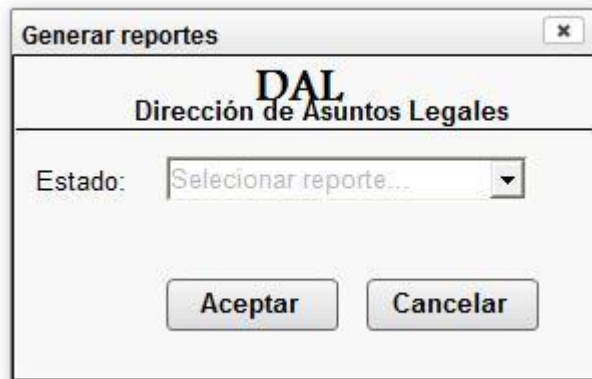 Generar reportes
DAL
Dirección de Asuntos Legales
Estado: Selecionar reporte...
Aceptar Cancelar